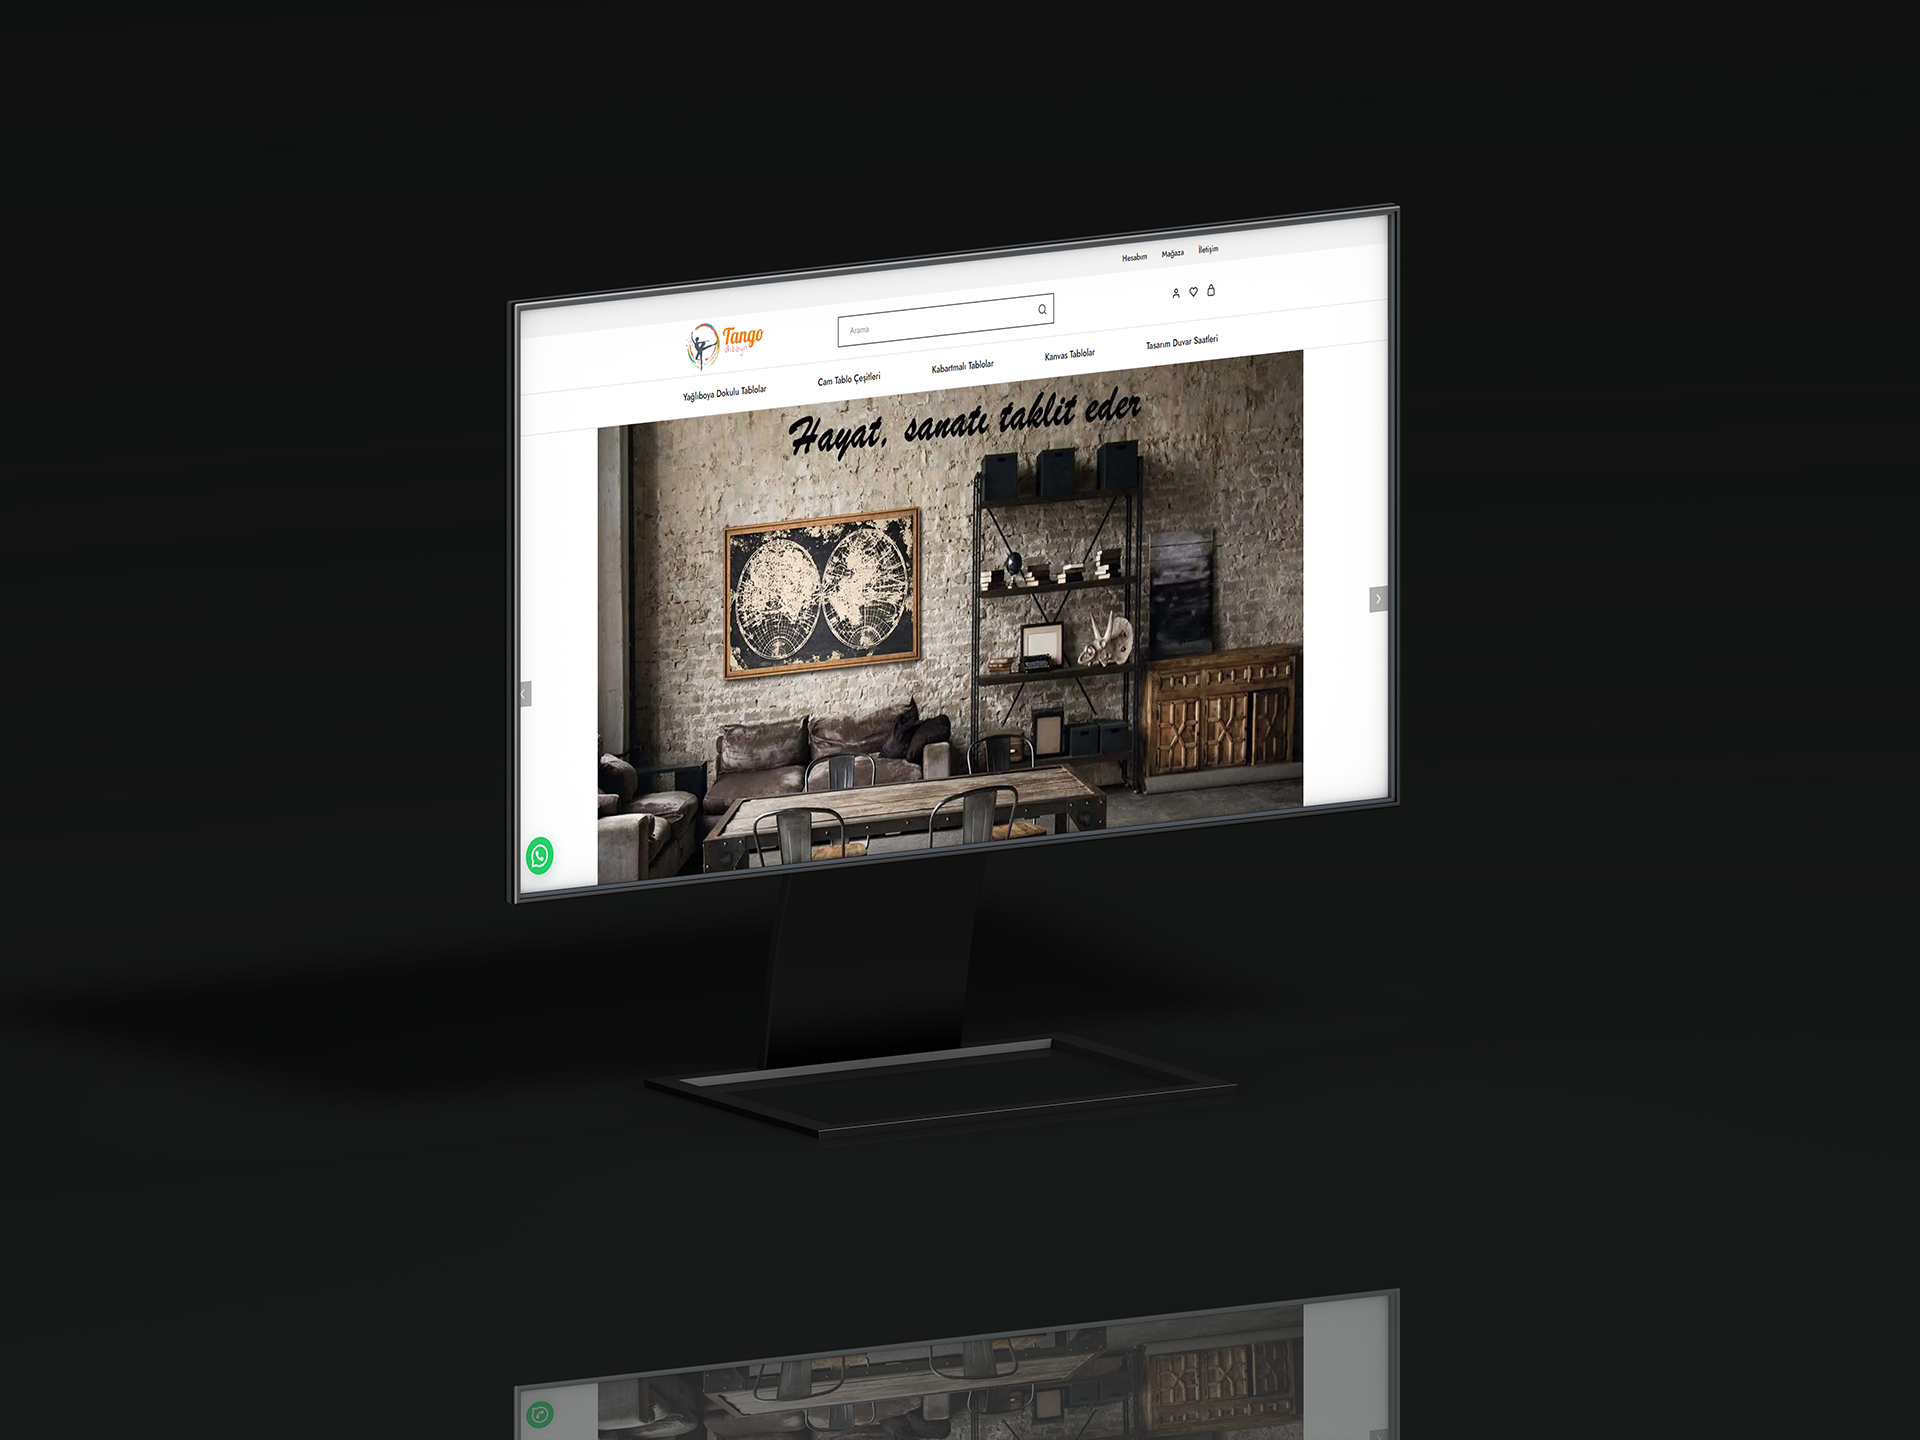 Hesabım Mağaza İletişim
Tango
dizayn
Arama
Yağlıboya Dokulu Tablolar Cam Tablo Çeşitleri Kabartmalı Tablolar Kanvas Tablolar Tasarım Duvar Saatleri
Hayat, sanatı taklit eder